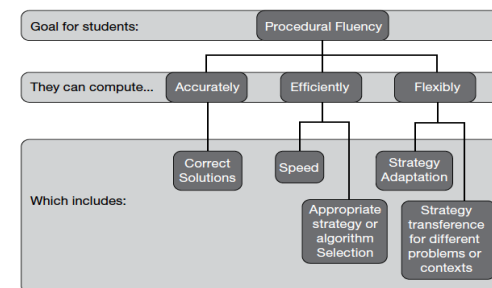 Goal for students:
Procedural Fluency
They can compute...
Accurately
Efficiently
Flexibly
Which includes:
Correct
Solutions
Speed
Strategy
Adaptation
Appropriate
strategy or
algorithm
Selection
Strategy
transference
for different
problems or
contexts